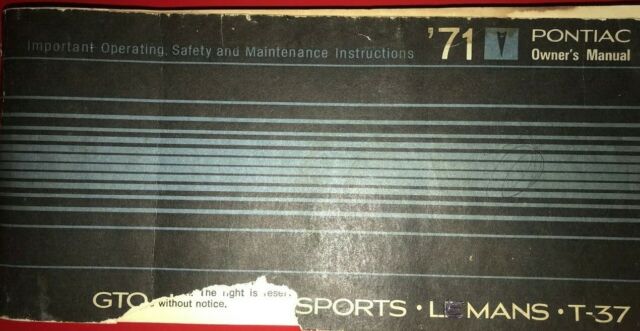 Important Operating, Safety and Maintenance Instructions '71 PONTIAC
Owner's Manual
The right is
without notice.
GTO SPORTS • L MANS • T-37